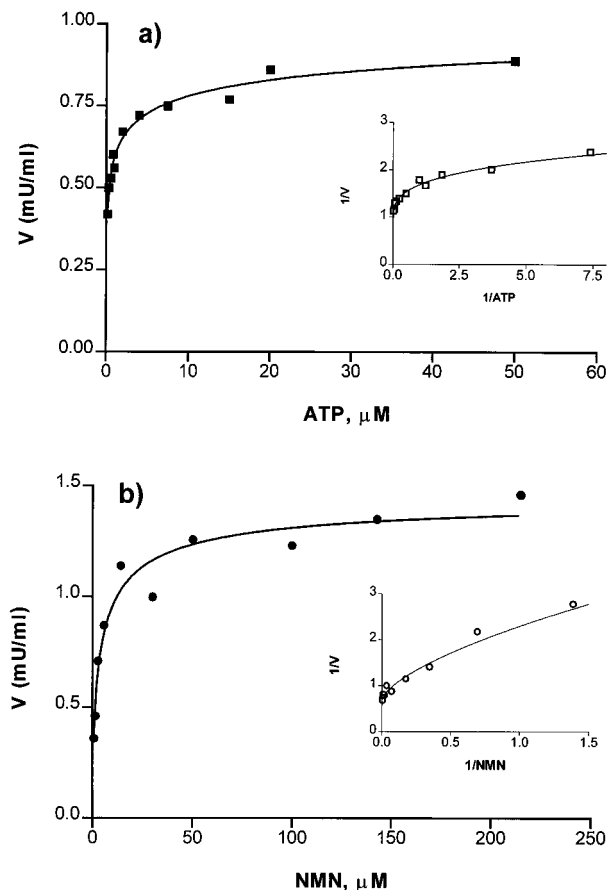 a)
V (mU/ml)
1.00
0.75
0.50
0.25
0.00
0 10 20 30 40 50 60
ATP, μM
1/V
3
2
1
0
0.0 2.5 5.0 7.5
1/ATP
b)
V (mU/ml)
1.5
1.0
0.5
0.0
0 50 100 150 200 250
NMN, μM
1/V
3
2
1
0
0.0 0.5 1.0 1.5
1/NMN